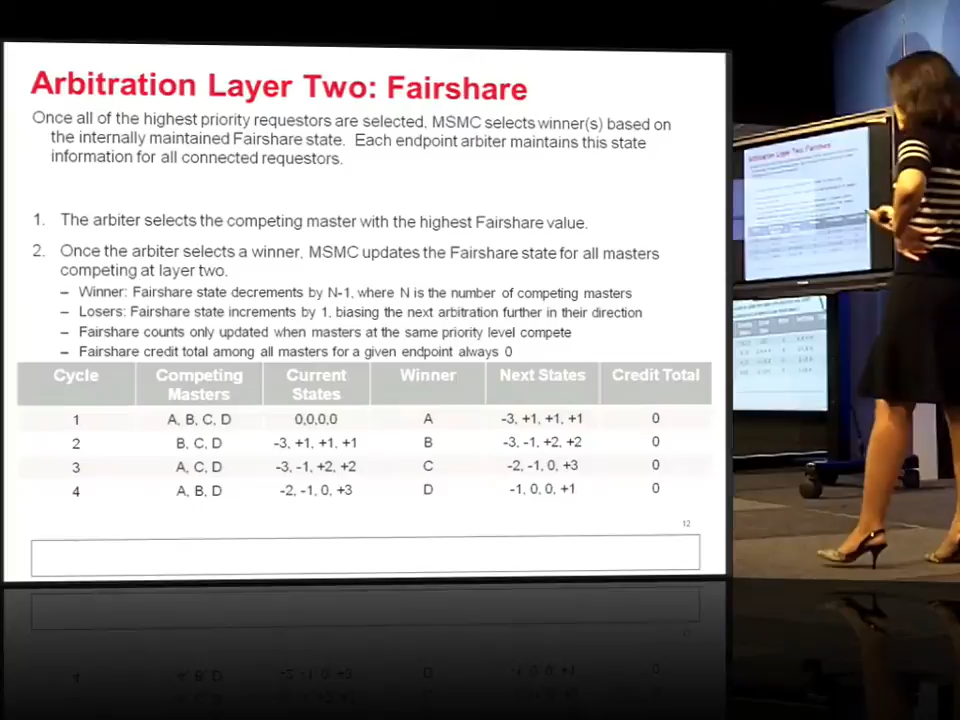 Arbitration Layer Two: Fairshare
Once all of the highest priority requestors are selected, MSMC selects winner(s) based on
the internally maintained Fairshare state. Each endpoint arbiter maintains this state
information for all connected requestors.
1. The arbiter selects the competing master with the highest Fairshare value.
2. Once the arbiter selects a winner, MSMC updates the Fairshare state for all masters
competing at layer two.
– Winner: Fairshare state decrements by N-1, where N is the number of competing masters
– Losers: Fairshare state increments by 1, biasing the next arbitration further in their direction
– Fairshare counts only updated when masters at the same priority level compete
– Fairshare credit total among all masters for a given endpoint always 0
Cycle Competing Masters Current States Winner Next States Credit Total
1 A, B, C, D 0,0,0,0 A -3, +1, +1, +1 0
2 B, C, D -3, +1, +1, +1 B -3, -1, +2, +2 0
3 A, C, D -3, -1, +2, +2 C -2, -1, 0, +3 0
4 A, B, D -2, -1, 0, +3 D -1, 0, 0, +1 0
12
Arbitration Layer Two: Fairshare